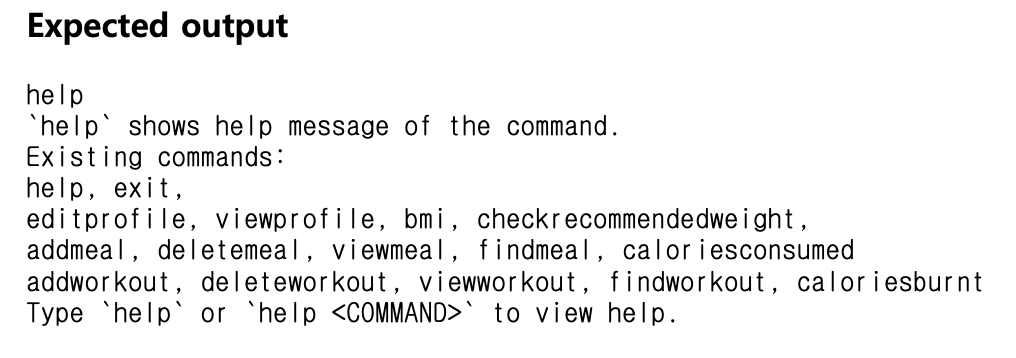 Expected output
help
`help` shows help message of the command.
Existing commands:
help, exit,
editprofile, viewprofile, bmi, checkrecommendedweight,
addmeal, deletemeal, viewmeal, findmeal, caloriesconsumed
addworkout, deleteworkout, viewworkout, findworkout, caloriesburnt
Type `help` or `help <COMMAND>` to view help.